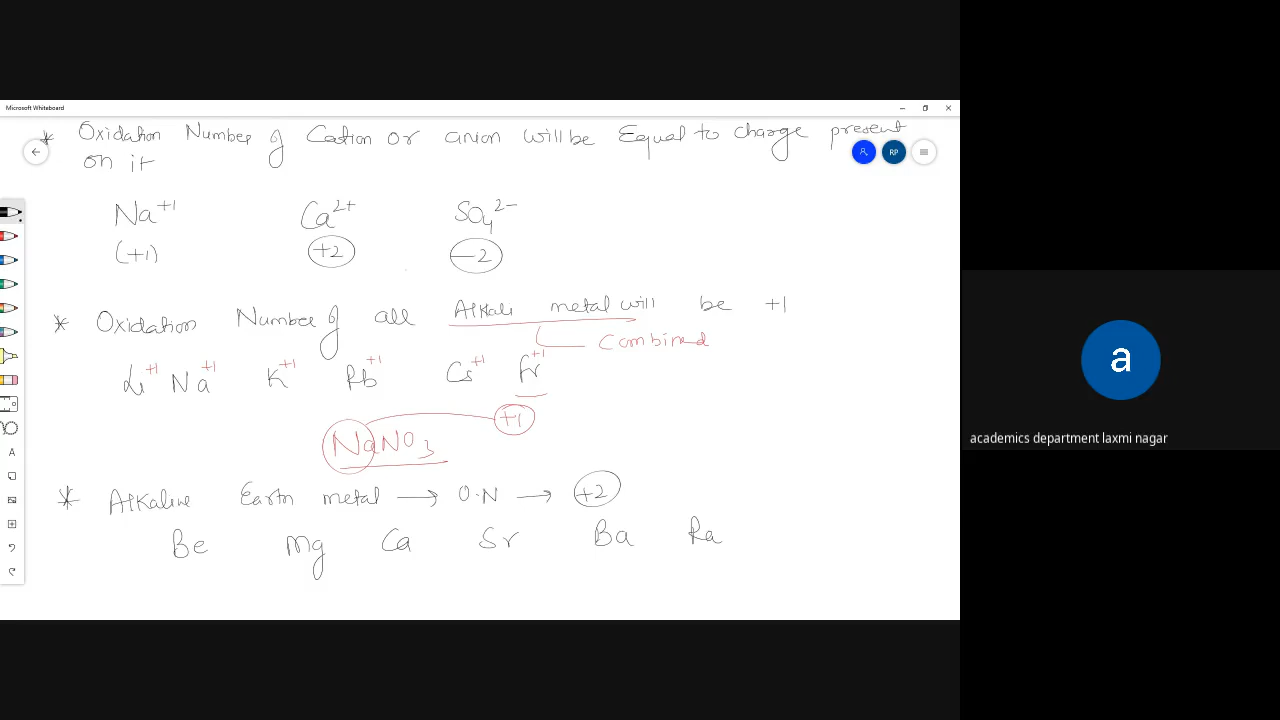 Microsoft Whiteboard
* Oxidation Number of Cation or anion will be Equal to charge present
on it
RP
Na+1 Ca2+ SO42-
(+1) +2 -2
* Oxidation Number of all Alkali metal will be +1
Combined
Li+1 Na+1 K+1 Rb+1 Cs+1 Fr+1
NaNO3 +1
* Alkaline Earth metal → O.N → +2
Be Mg Ca Sr Ba Ra
A
a
academics department laxmi nagar